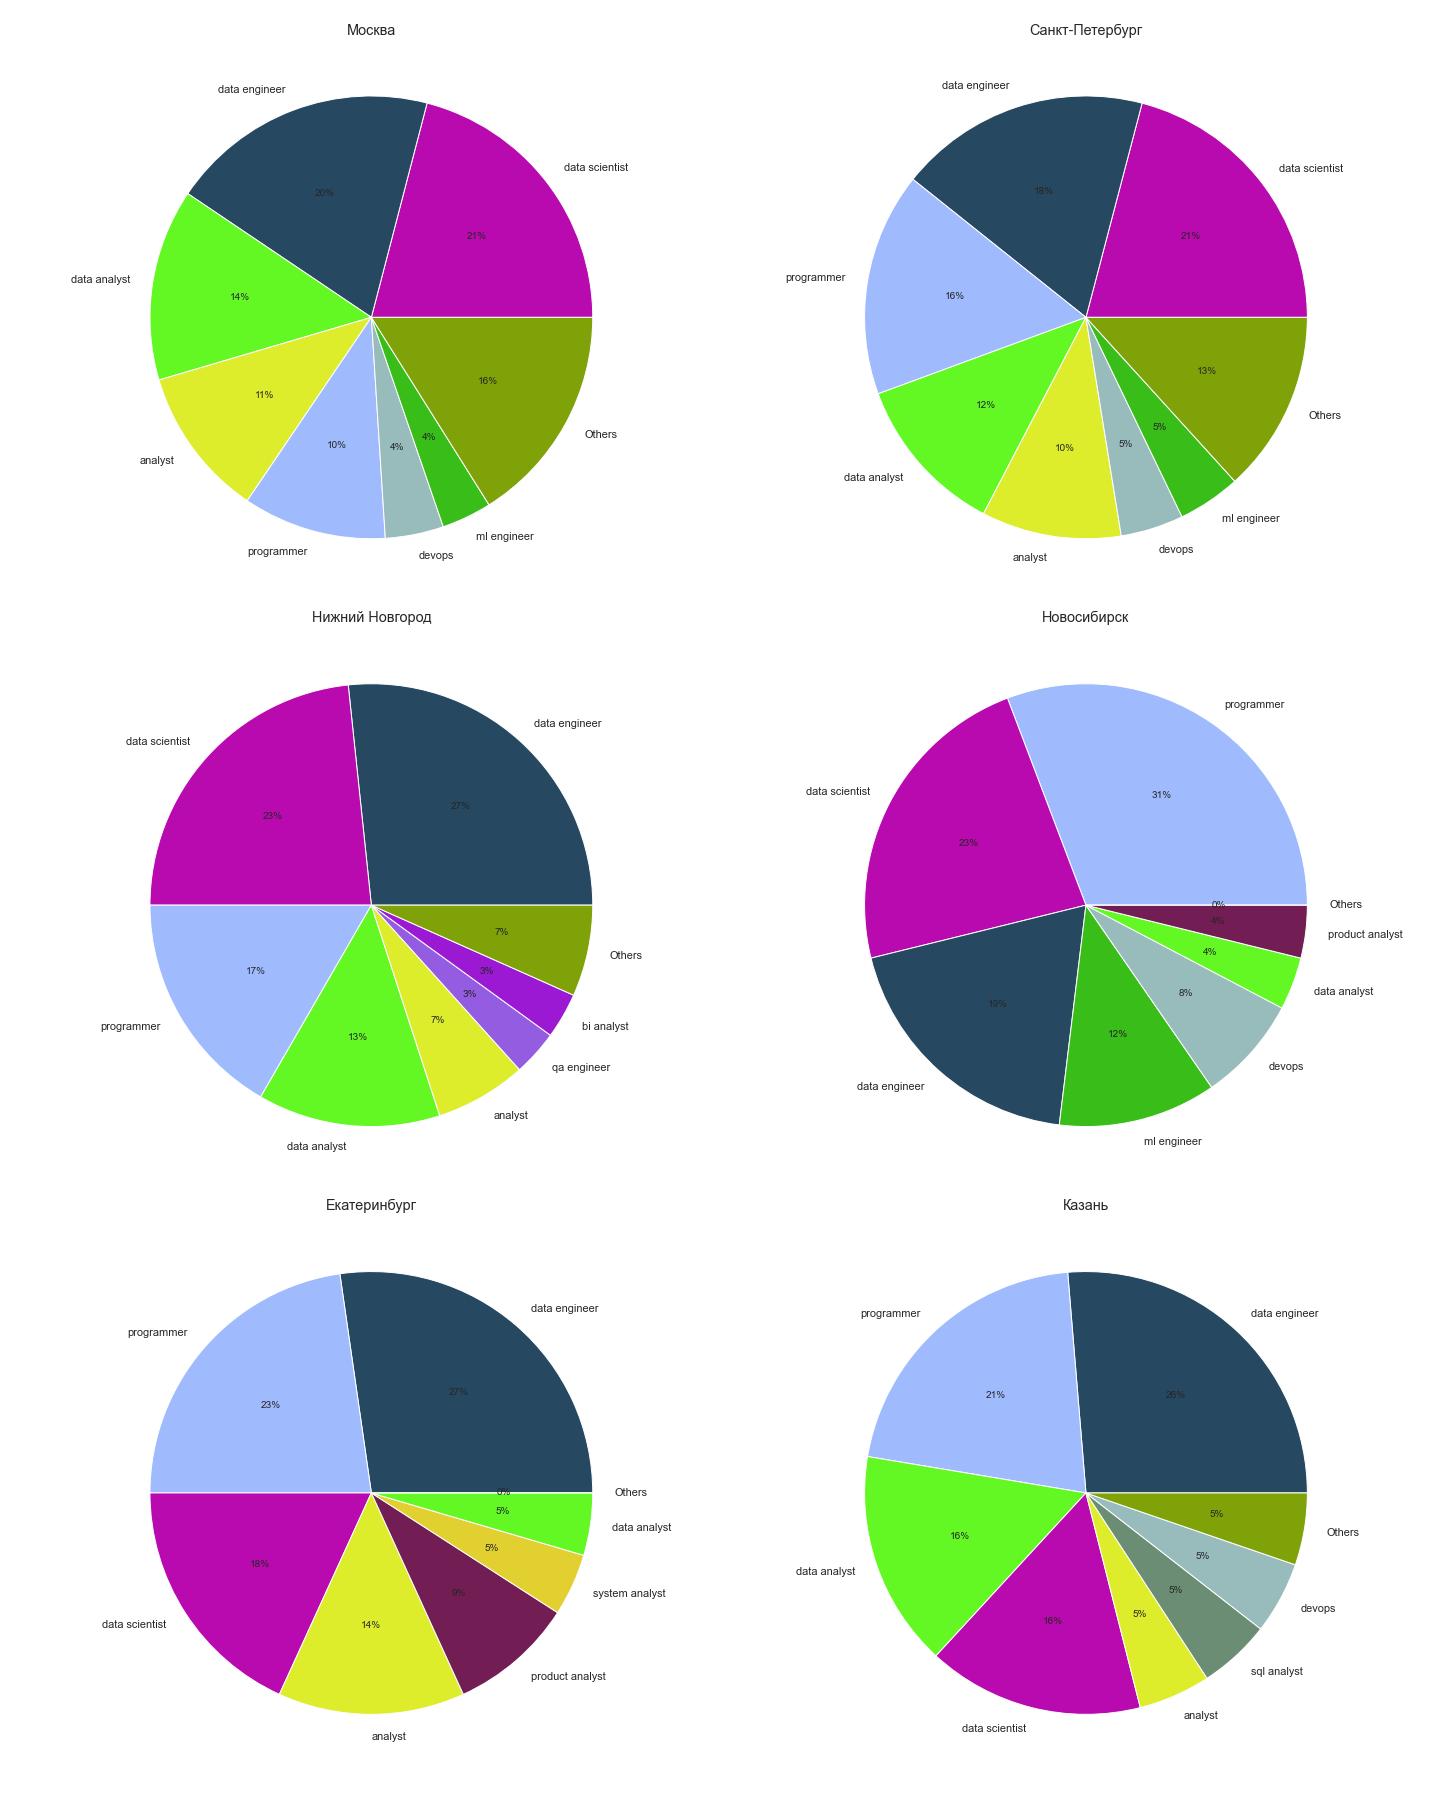 Москва
data engineer
data scientist
20%
21%
data analyst
14%
11%
16%
analyst
10%
4%
4%
Others
programmer
devops
ml engineer
Санкт-Петербург
data engineer
data scientist
18%
21%
programmer
16%
12%
13%
data analyst
10%
5%
5%
Others
analyst
devops
ml engineer
Нижний Новгород
data engineer
data scientist
27%
23%
programmer
17%
13%
7%
3%
3%
7%
Others
bi analyst
qa engineer
analyst
data analyst
Новосибирск
programmer
data scientist
31%
23%
0%
Others
4%
product analyst
4%
data analyst
8%
19%
12%
devops
data engineer
ml engineer
Екатеринбург
data engineer
programmer
27%
23%
0%
Others
5%
data analyst
5%
system analyst
18%
9%
14%
data scientist
product analyst
analyst
Казань
data engineer
programmer
26%
21%
5%
Others
16%
5%
data analyst
5%
devops
16%
5%
sql analyst
analyst
data scientist